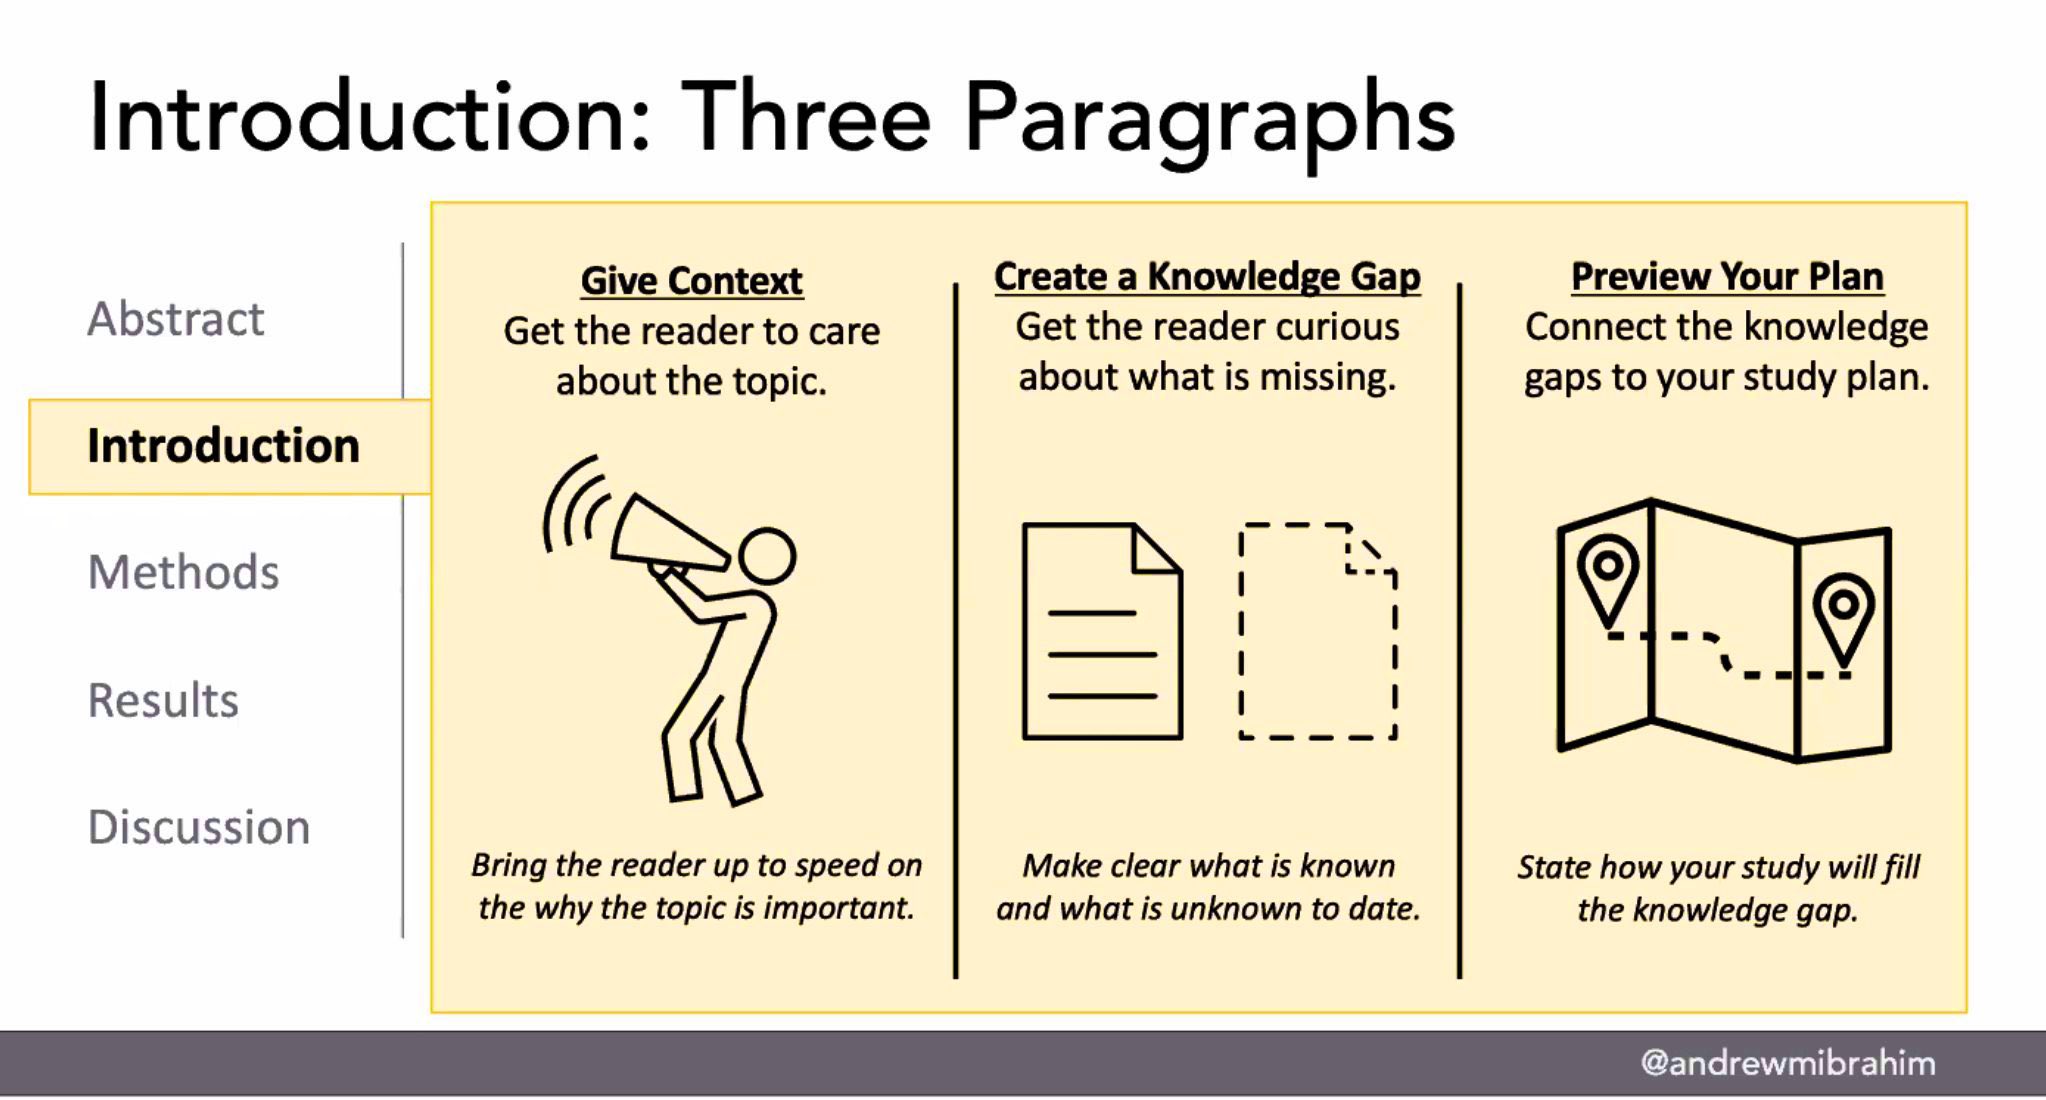 Introduction: Three Paragraphs
Abstract
Introduction
Methods
Results
Discussion
Give Context
Get the reader to care
about the topic.
Bring the reader up to speed on
the why the topic is important.
Create a Knowledge Gap
Get the reader curious
about what is missing.
Make clear what is known
and what is unknown to date.
Preview Your Plan
Connect the knowledge
gaps to your study plan.
State how your study will fill
the knowledge gap.
@andrewmibrahim